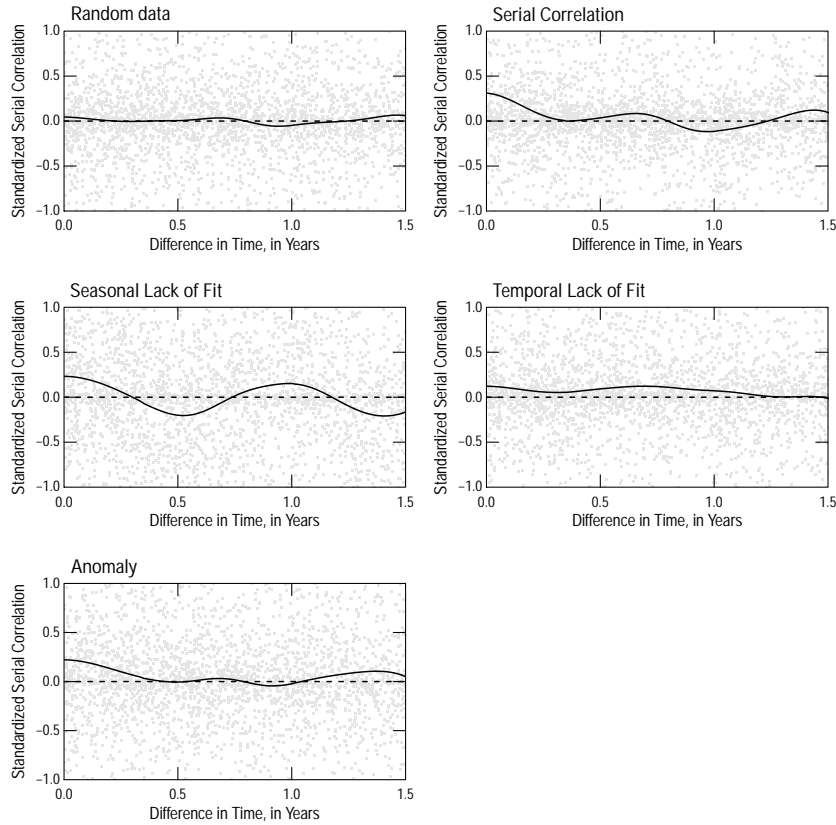 Random data
Standardized Serial Correlation
1.0
0.5
0.0
−0.5
−1.0
0.0 0.5 1.0 1.5
Difference in Time, in Years
Serial Correlation
Standardized Serial Correlation
1.0
0.5
0.0
−0.5
−1.0
0.0 0.5 1.0 1.5
Difference in Time, in Years
Seasonal Lack of Fit
Standardized Serial Correlation
1.0
0.5
0.0
−0.5
−1.0
0.0 0.5 1.0 1.5
Difference in Time, in Years
Temporal Lack of Fit
Standardized Serial Correlation
1.0
0.5
0.0
−0.5
−1.0
0.0 0.5 1.0 1.5
Difference in Time, in Years
Anomaly
Standardized Serial Correlation
1.0
0.5
0.0
−0.5
−1.0
0.0 0.5 1.0 1.5
Difference in Time, in Years